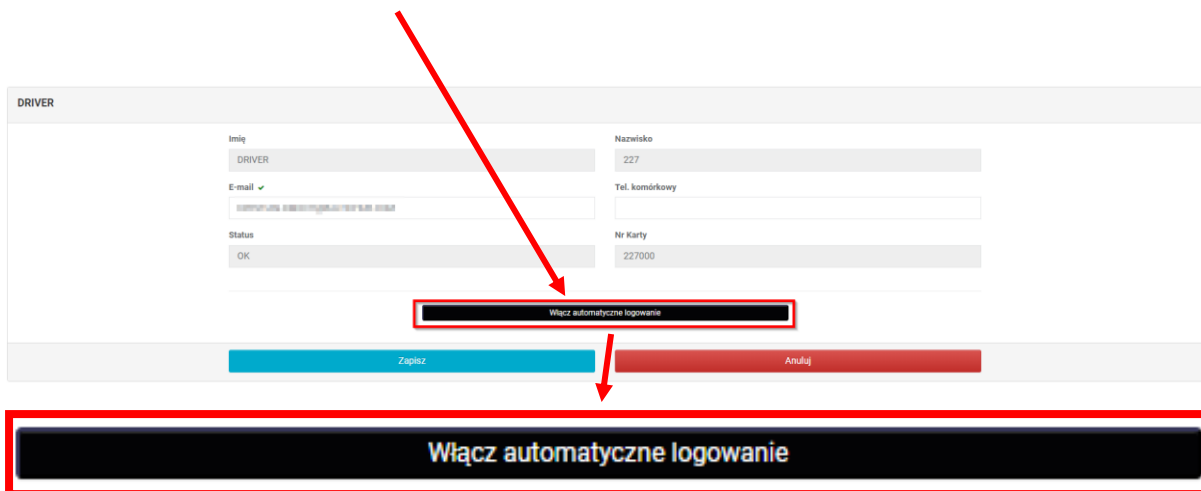 DRIVER
Imię
Nazwisko
DRIVER
227
E-mail
Tel. komórkowy
Status
Nr Karty
OK
227000
Włącz automatyczne logowanie
Zapisz
Anuluj
Włącz automatyczne logowanie